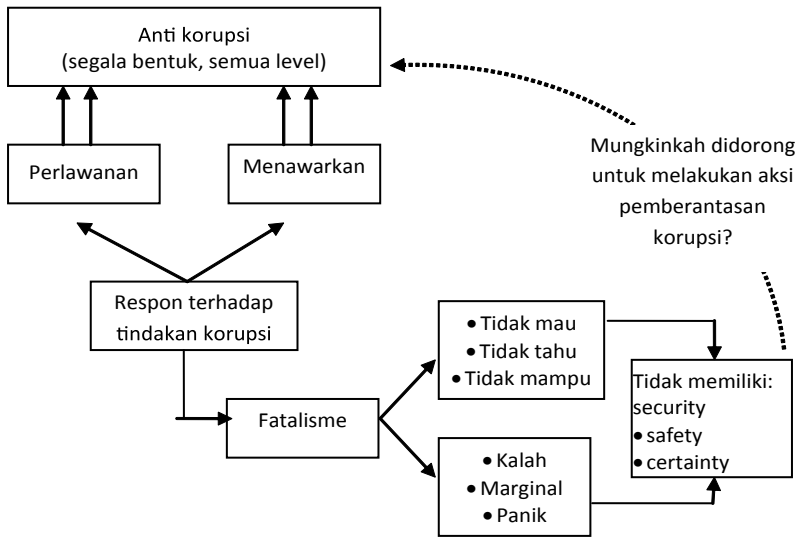 Anti korupsi
(segala bentuk, semua level)
Perlawanan
Menawarkan
Mungkinkah didorong
untuk melakukan aksi
pemberantasan
korupsi?
Respon terhadap
tindakan korupsi
• Tidak mau
• Tidak tahu
• Tidak mampu
Fatalisme
Tidak memiliki:
security
• safety
• certainty
• Kalah
• Marginal
• Panik